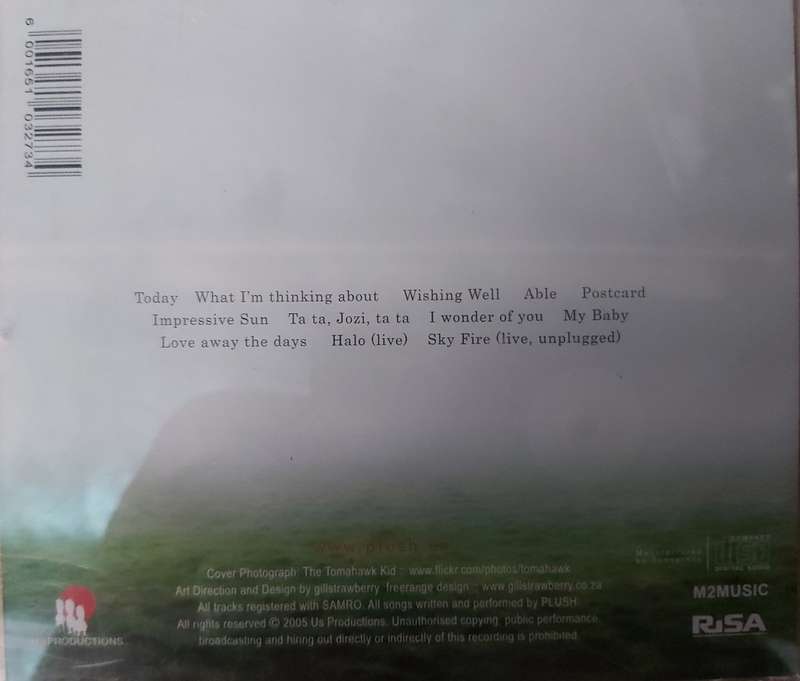 6 001651 032734
Today What I'm thinking about Wishing Well Able Postcard
Impressive Sun Ta ta, Jozi, ta ta I wonder of you My Baby
Love away the days Halo (live) Sky Fire (live, unplugged)
Cover Photograph: The Tomahawk Kid :: www.flickr.com/photos/tomahawk
Art Direction and Design by gillstrawberry freerange design :: www.gillstrawberry.co.za
All tracks registered with SAMRO. All songs written and performed by PLUSH.
All rights reserved © 2005 Us Productions. Unauthorised copying, public performance,
broadcasting and hiring out directly or indirectly of this recording is prohibited.
PRODUCTIONS
COMPACT
disc
DIGITAL AUDIO
M2MUSIC
RiSA